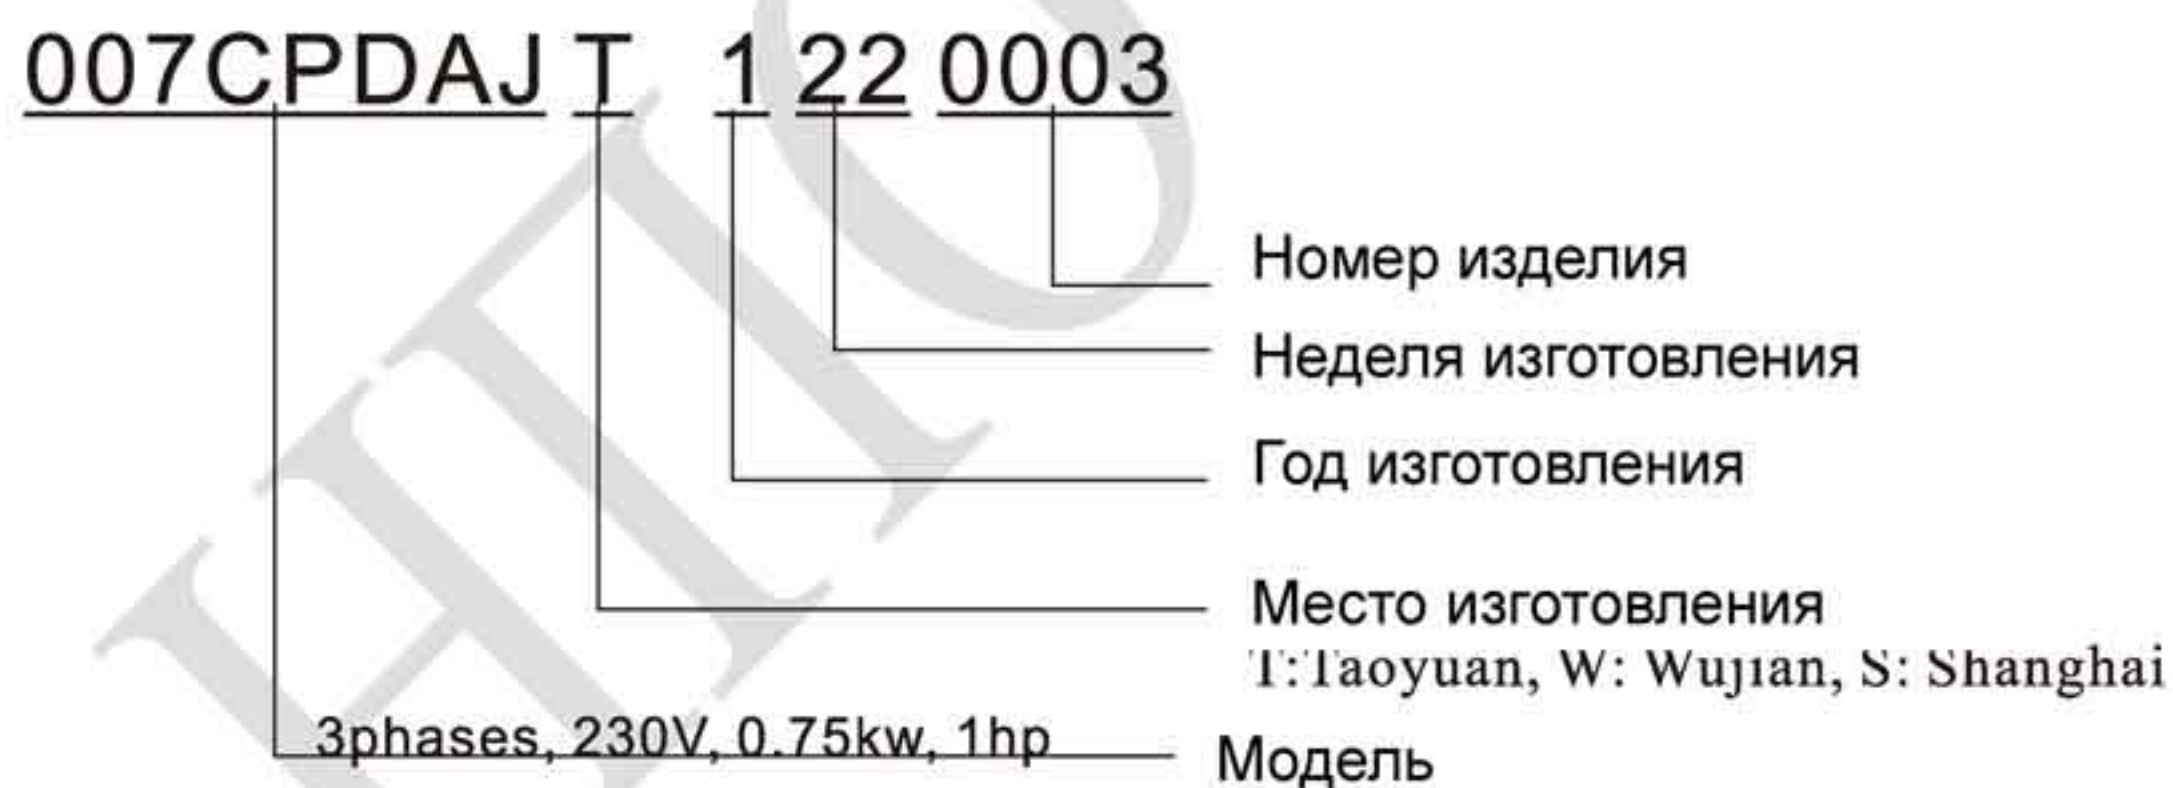 007CPDAJ T 1 22 0003
Номер изделия
Неделя изготовления
Год изготовления
Место изготовления
T:Taoyuan, W: Wujian, S: Shanghai
3phases, 230V, 0.75kw, 1hp
Модель